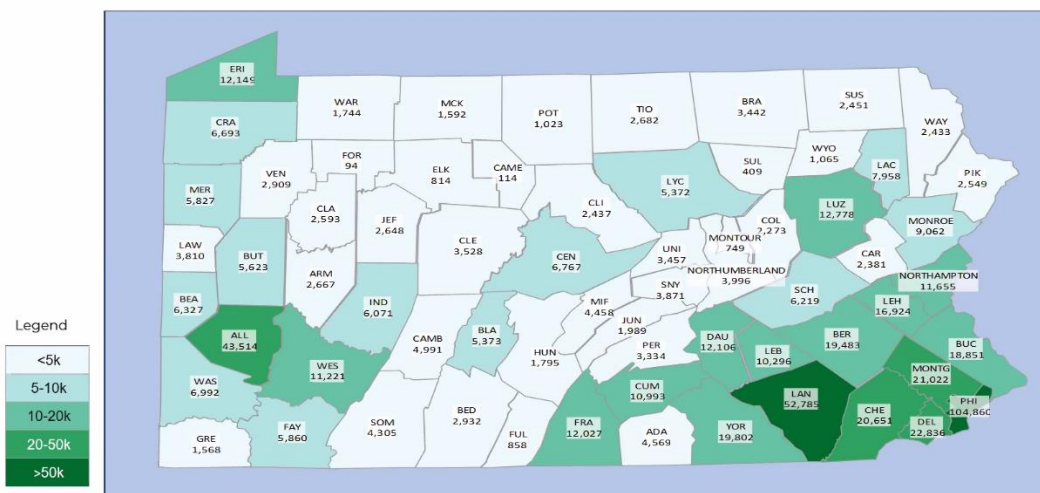 ERI
12,149
WAR
1,744
MCK
1,592
POT
1,023
TIO
2,682
BRA
3,442
SUS
2,451
WAY
2,433
CRA
6,693
WYO
1,065
LAC
7,958
PIK
2,549
FOR
94
VEN
2,909
ELK
814
CAME
114
SUL
409
LYC
5,372
MER
5,827
CLA
2,593
JEF
2,648
CLI
2,437
LUZ
12,778
MONROE
9,062
COL
2,273
LAW
3,810
BUT
5,623
CLE
3,528
CEN
6,767
UNI
3,457
MONTOUR
749
CAR
2,381
ARM
2,667
NORTHUMBERLAND
3,996
NORTHAMPTON
11,655
BEA
6,327
IND
6,071
SNY
3,871
SCH
6,219
LEH
16,924
MIF
4,458
JUN
1,989
ALL
43,514
CAMB
4,991
BLA
5,373
HUN
1,795
PER
3,334
DAU
12,106
LEB
10,296
BER
19,483
BUC
18,851
WES
11,221
MONTG
21,022
WAS
6,992
CUM
10,993
LAN
52,785
CHE
20,651
PHI
104,860
DEL
22,836
GRE
1,568
FAY
5,860
SOM
4,305
BED
2,932
FUL
858
FRA
12,027
ADA
4,569
YOR
19,802
Legend
<5k
5-10k
10-20k
20-50k
>50k